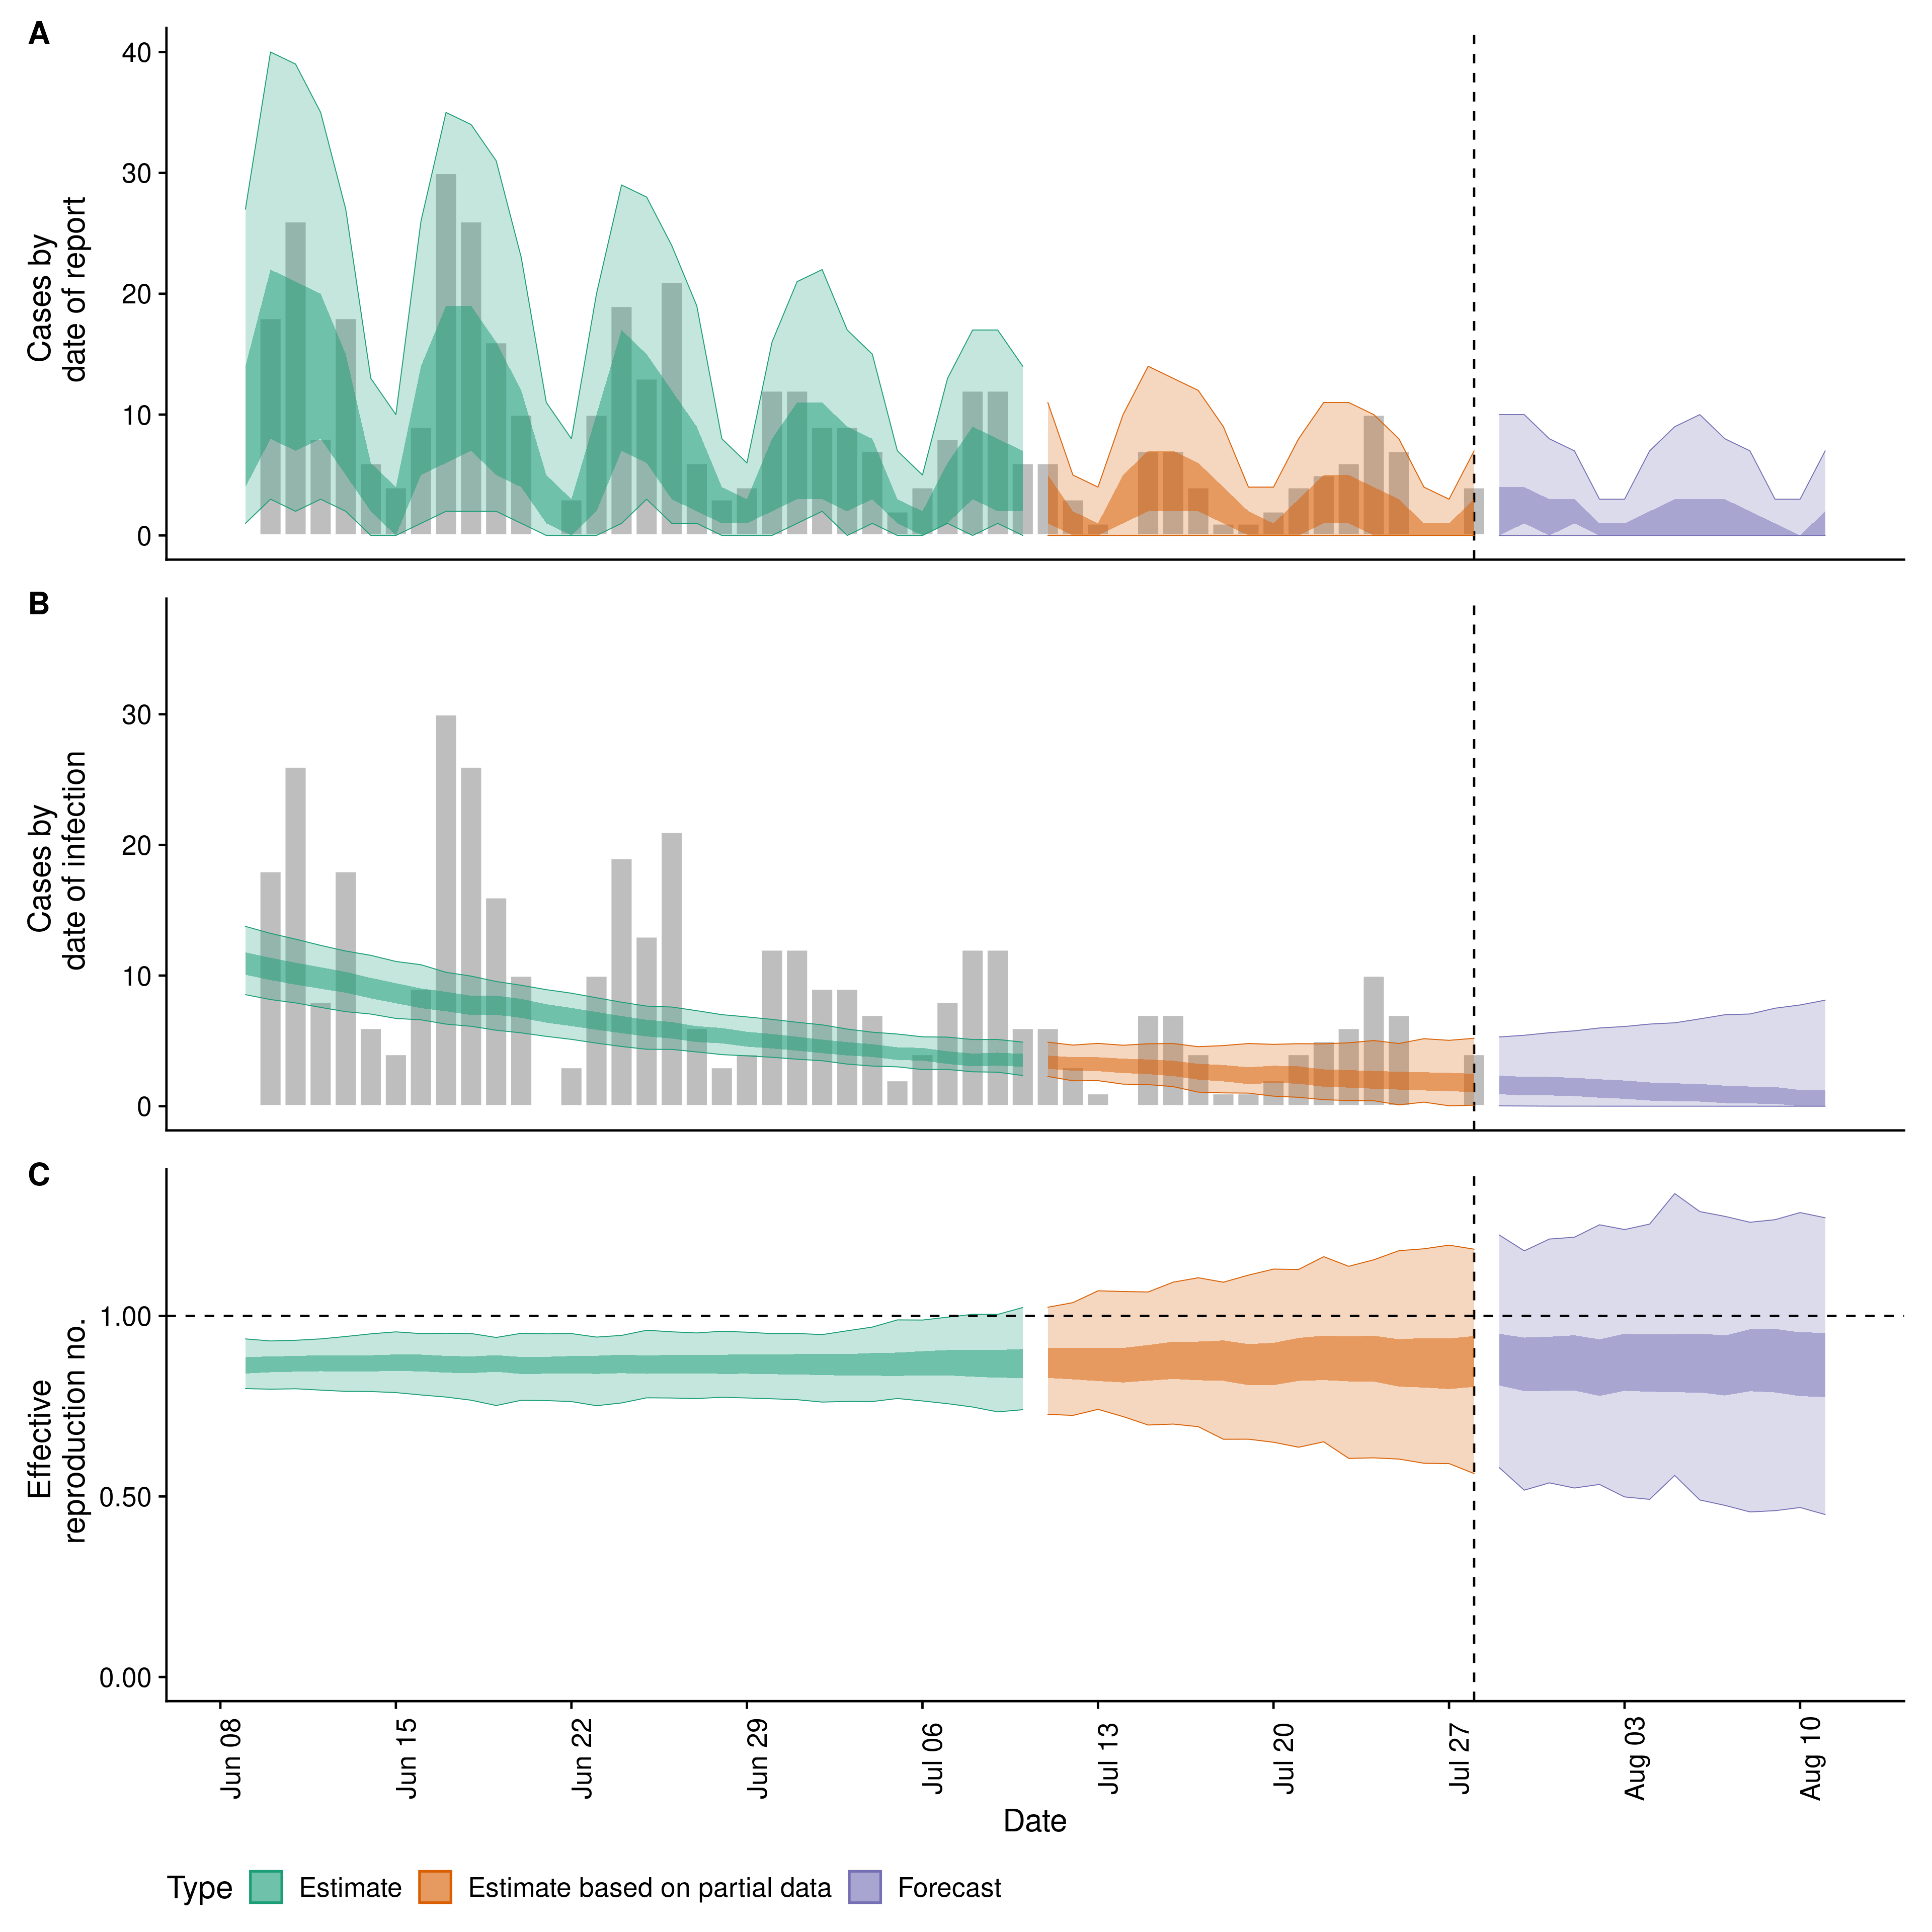 A
40
30
20
10
0
Cases by
date of report
B
30
20
10
0
Cases by
date of infection
C
1.00
0.50
0.00
Effective
reproduction no.
Jun 08
Jun 15
Jun 22
Jun 29
Jul 06
Jul 13
Jul 20
Jul 27
Aug 03
Aug 10
Date
Type Estimate Estimate based on partial data Forecast